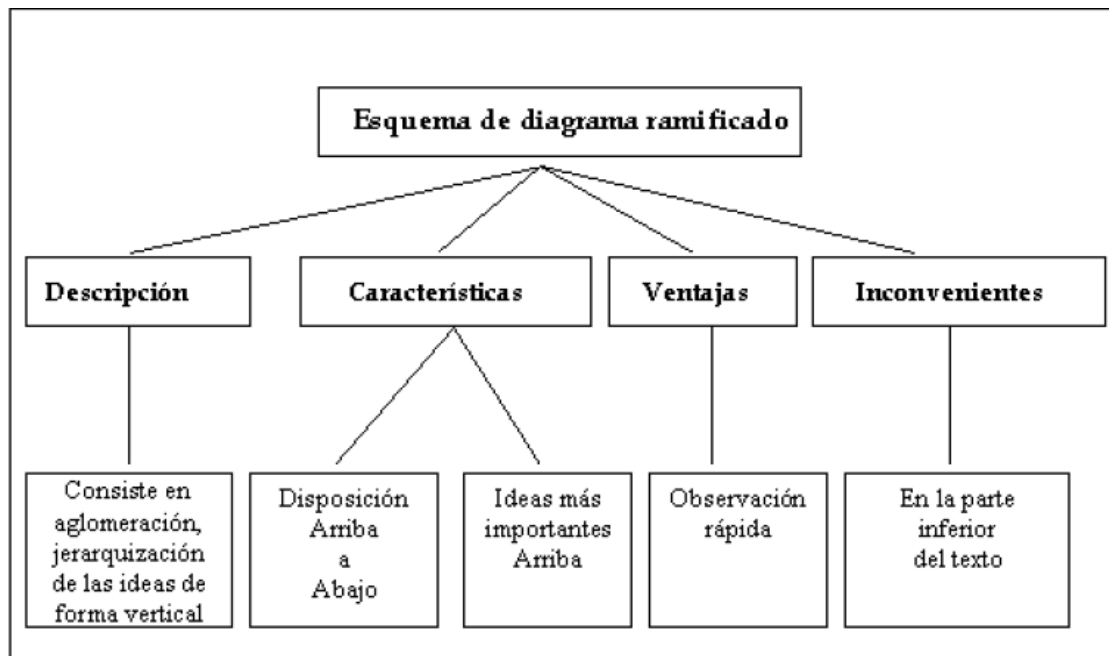 Esquema de diagrama ramificado
Descripción
Características
Ventajas
Inconvenientes
Consiste en
aglomeración,
jerarquización
de las ideas de
forma vertical
Disposición
Arriba
a
Abajo
Ideas más
importantes
Arriba
Observación
rápida
En la parte
inferior
del texto